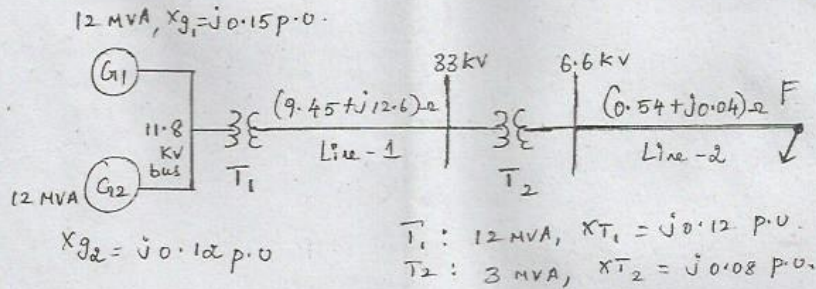 12 MVA, Xg1=j0.15 p.u.
G1
33 kV
6.6 kV
(9.45+j12.6)Ω
(0.54+j0.04)Ω
F
11.8
kV
bus
T1
Line-1
T2
Line-2
12 MVA
G2
Xg2 = j0.12 p.u
T1 : 12 MVA, XT1 = j0.12 p.u.
T2 : 3 MVA, XT2 = j0.08 p.u.